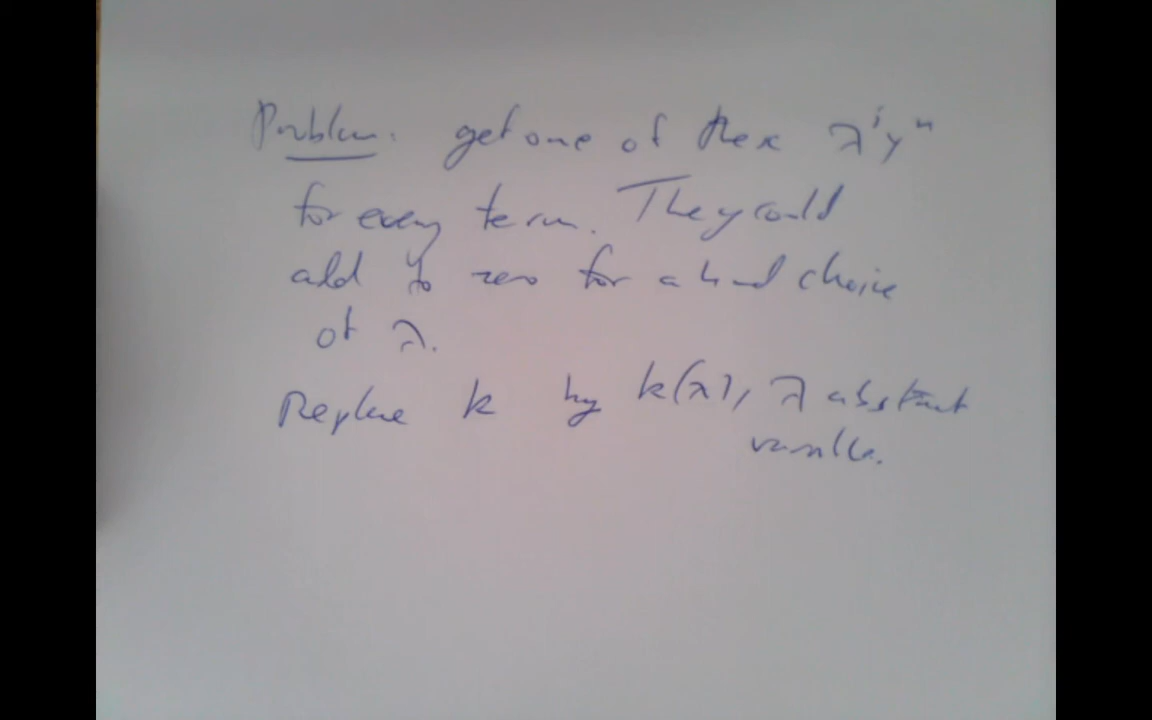 Problem: get one of these λ^i y^n
for every term. They could
add to zero for a bad choice
of λ.
Replace k by k(λ), λ abstract
variable.